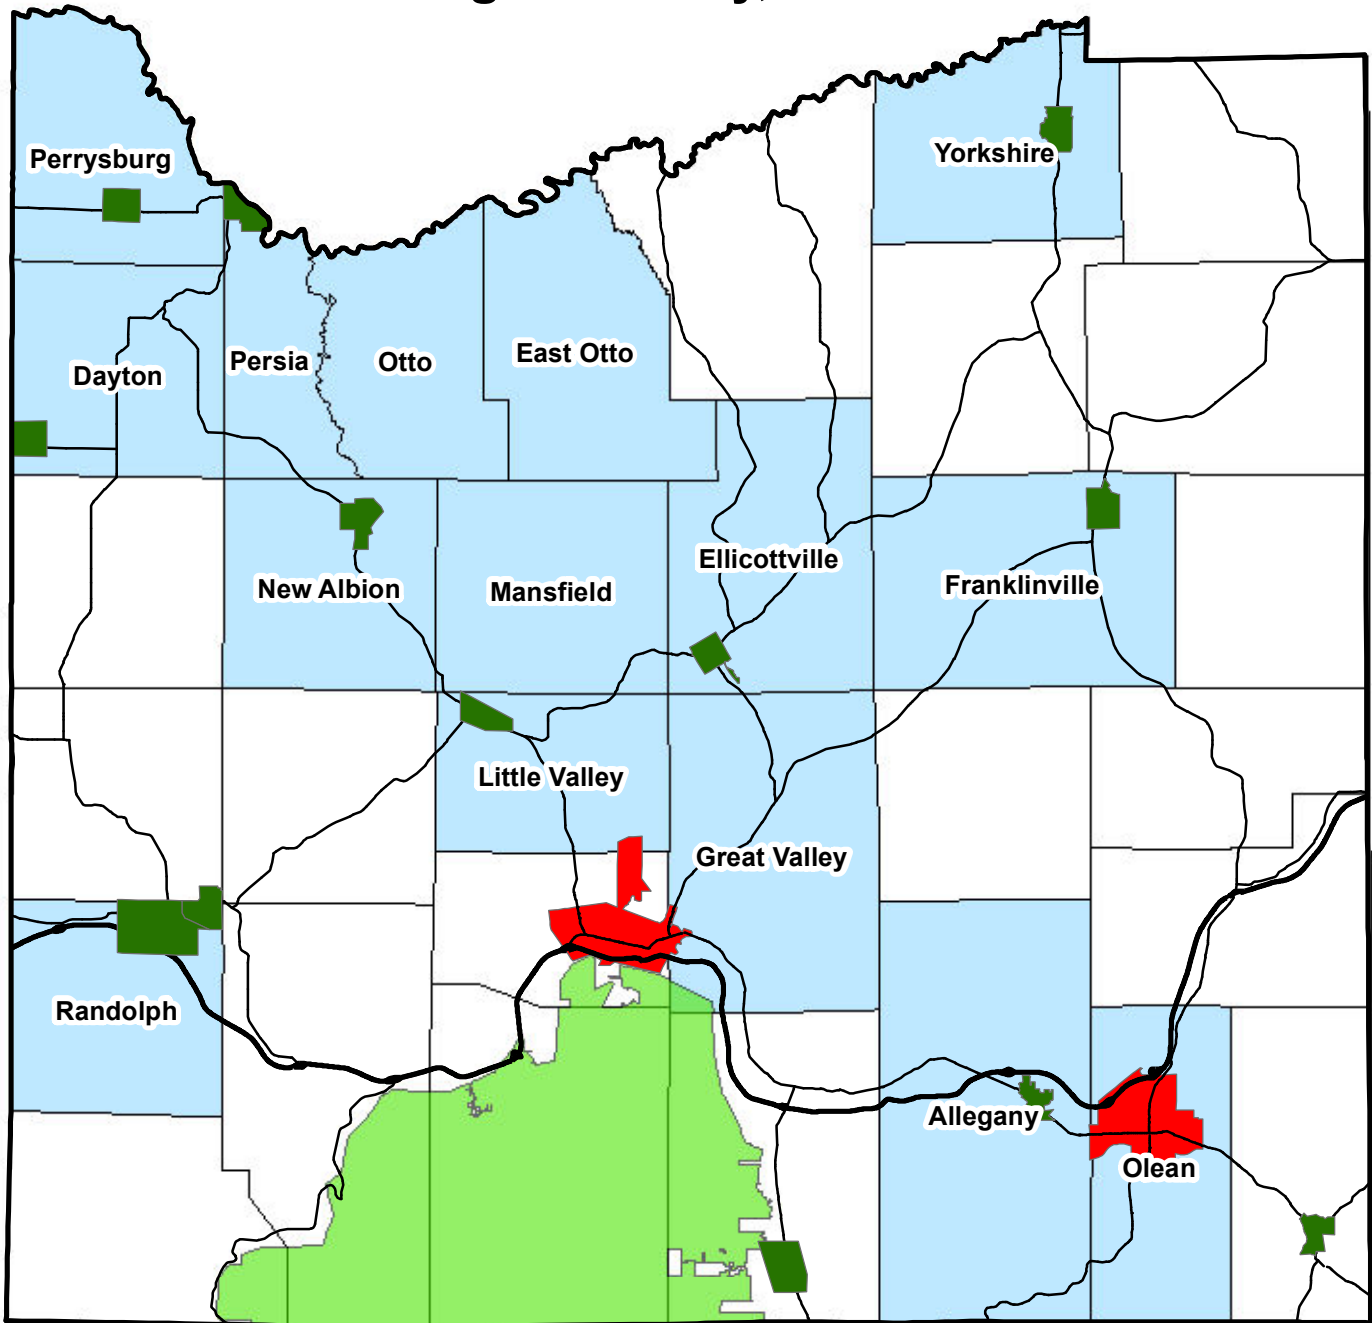 Yorkshire
Perrysburg
East Otto
Persia
Otto
Dayton
Ellicottville
Franklinville
New Albion
Mansfield
Little Valley
Great Valley
Randolph
Allegany
Olean